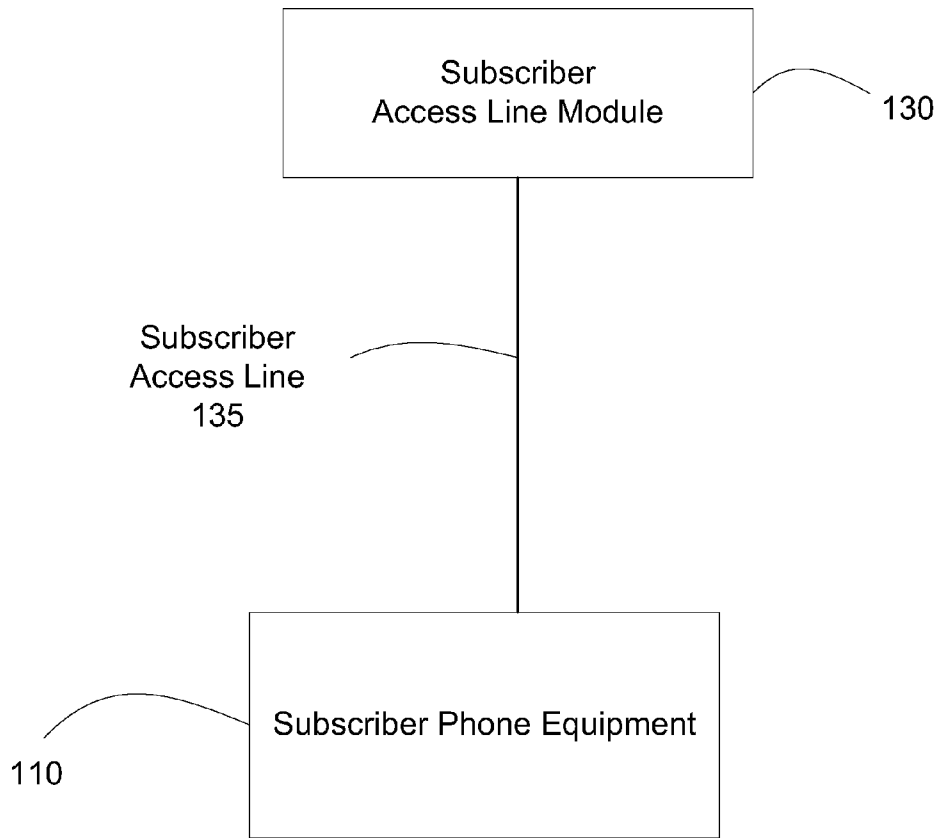 Subscriber
Access Line Module
130
Subscriber
Access Line
135
Subscriber Phone Equipment
110